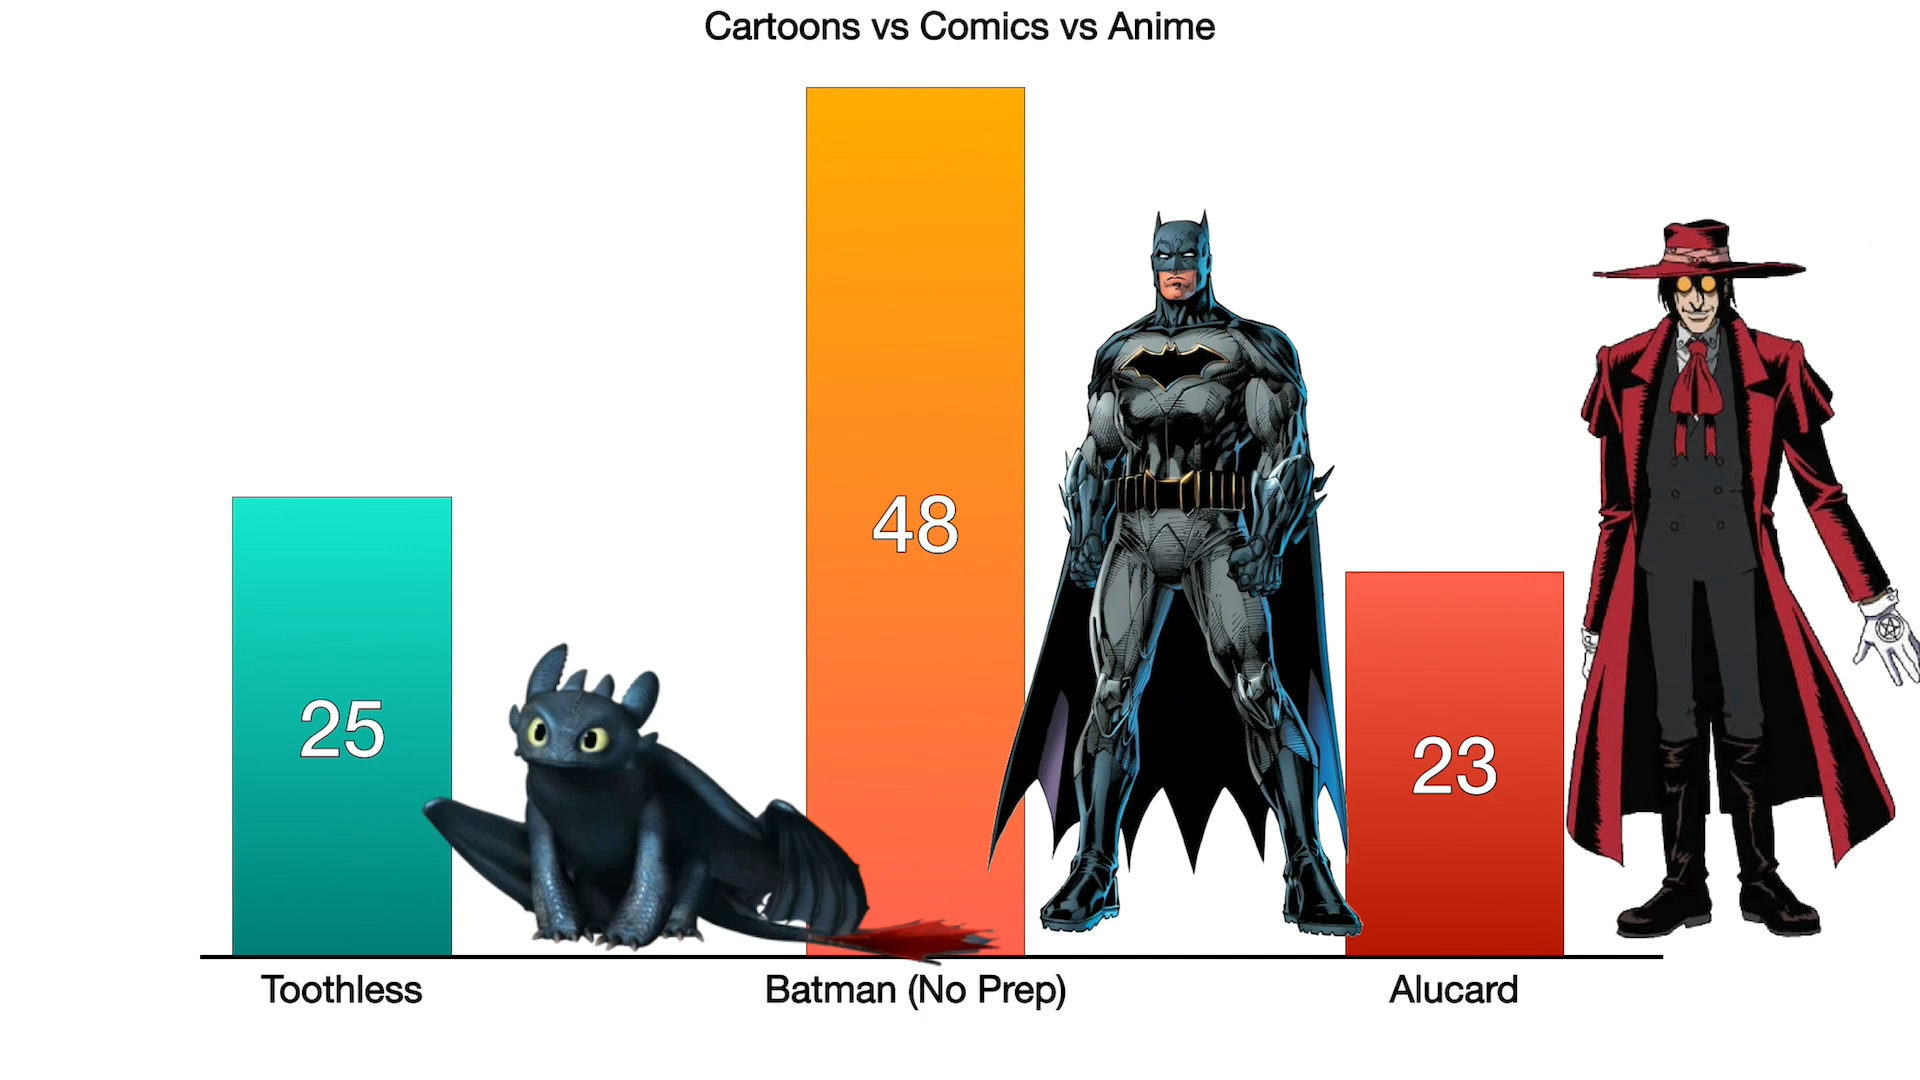 Cartoons vs Comics vs Anime
48
25
23
Toothless
Batman (No Prep)
Alucard